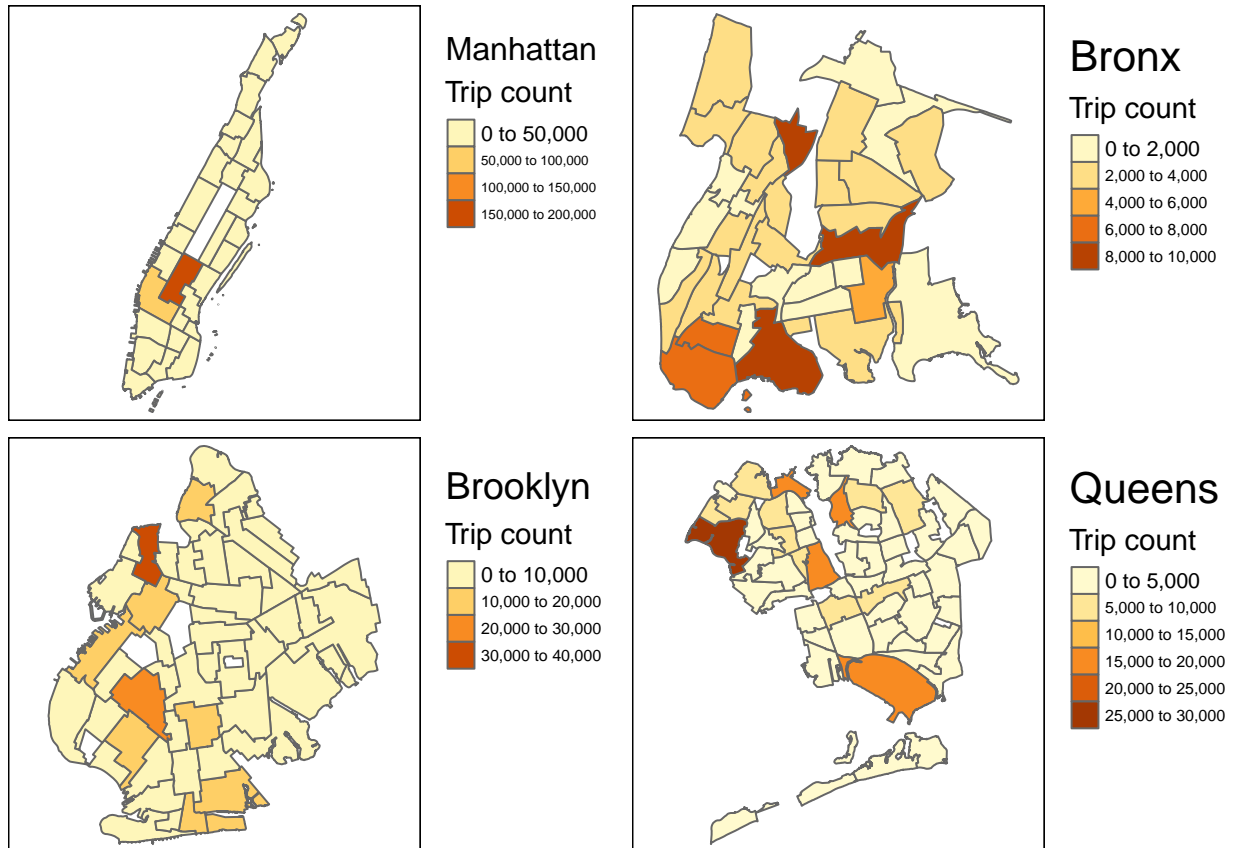 Manhattan
Trip count
0 to 50,000
50,000 to 100,000
100,000 to 150,000
150,000 to 200,000
Bronx
Trip count
0 to 2,000
2,000 to 4,000
4,000 to 6,000
6,000 to 8,000
8,000 to 10,000
Brooklyn
Trip count
0 to 10,000
10,000 to 20,000
20,000 to 30,000
30,000 to 40,000
Queens
Trip count
0 to 5,000
5,000 to 10,000
10,000 to 15,000
15,000 to 20,000
20,000 to 25,000
25,000 to 30,000